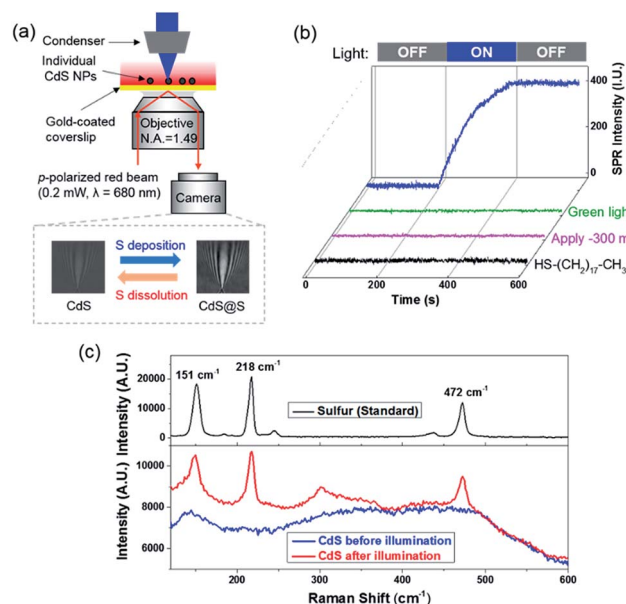 (a)
Condenser
Individual
CdS NPs
Gold-coated
coverslip
Objective
N.A.=1.49
p-polarized red beam
(0.2 mW, λ = 680 nm)
Camera
S deposition
S dissolution
CdS
CdS@S
(b)
Light:
OFF
ON
OFF
400
200
0
SPR Intensity (I.U.)
Green light
Apply -300 m
HS-(CH2)17-CH3
0
200
400
600
Time (s)
(c)
151 cm-1
218 cm-1
472 cm-1
20000
10000
0
Intensity (A.U.)
Sulfur (Standard)
10000
8000
6000
Intensity (A.U.)
CdS before illumination
CdS after illumination
200
300
400
500
600
Raman Shift (cm-1)